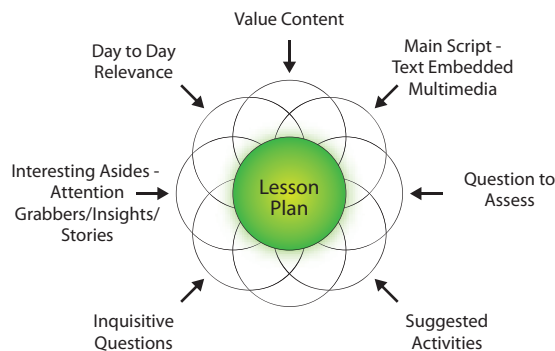 Value Content
Day to Day
Relevance
Main Script -
Text Embedded
Multimedia
Interesting Asides -
Attention
Grabbers/Insights/
Stories
Lesson
Plan
Question to
Assess
Inquisitive
Questions
Suggested
Activities